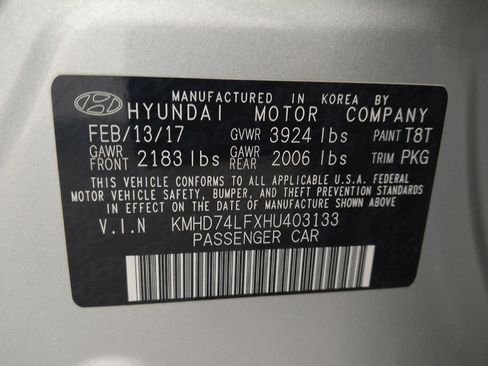 MANUFACTURED IN KOREA BY
HYUNDAI MOTOR COMPANY
FEB/13/17 GVWR 3924 lbs PAINT T8T
GAWR FRONT 2183 lbs GAWR REAR 2006 lbs TRIM PKG
THIS VEHICLE CONFORMS TO ALL APPLICABLE U.S.A. FEDERAL
MOTOR VEHICLE SAFETY, BUMPER, AND THEFT PREVENTION STANDARDS
IN EFFECT ON THE DATE OF MANUFACTURE SHOWN ABOVE.
V.I.N KMHD74LFXHU403133
PASSENGER CAR